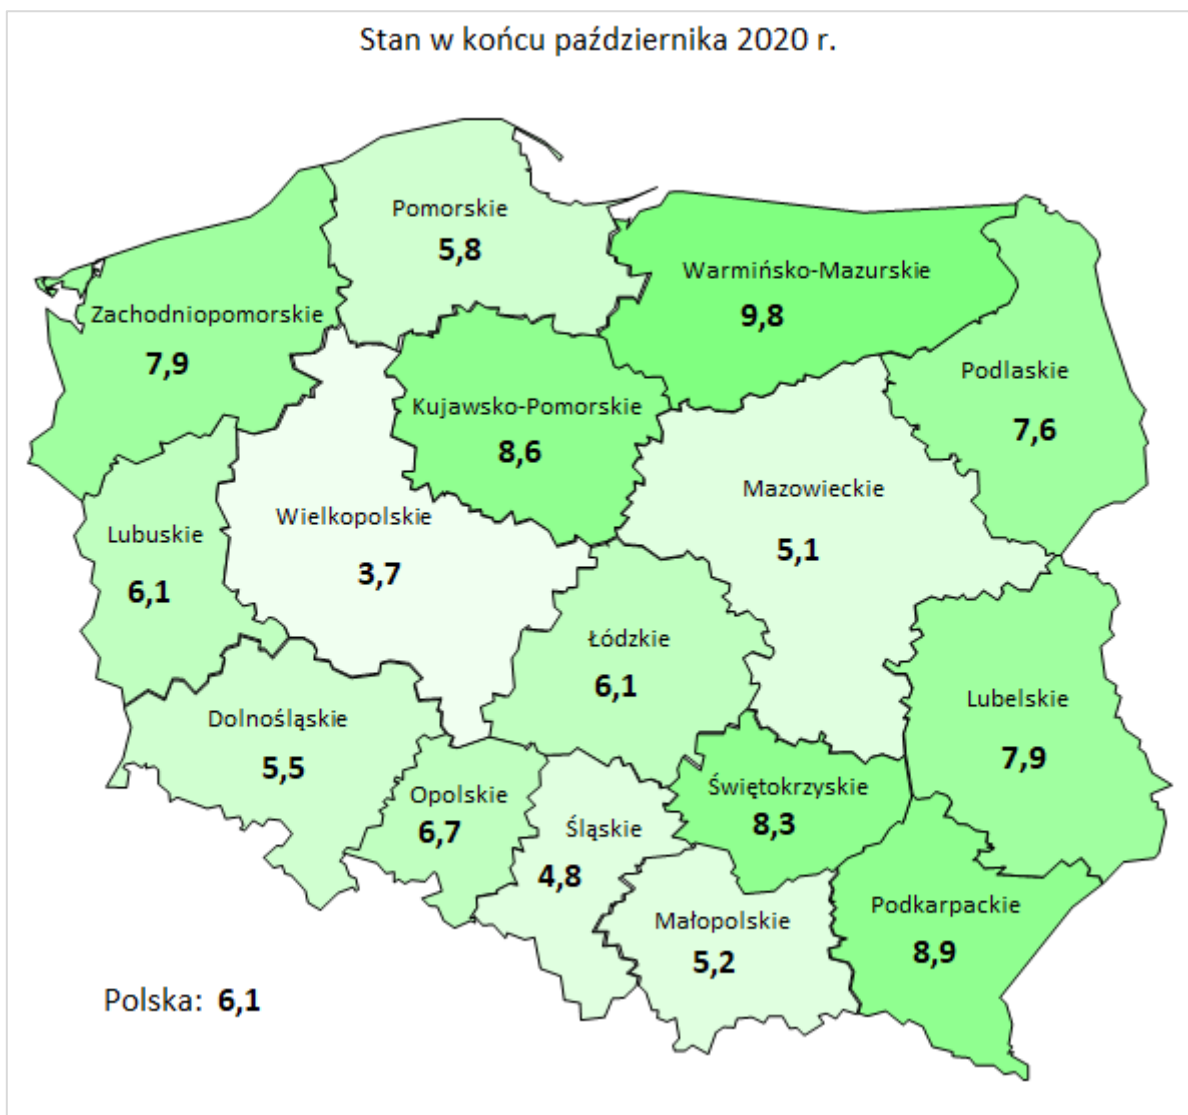 Stan w końcu października 2020 r.
Pomorskie
5,8
Warmińsko-Mazurskie
9,8
Zachodniopomorskie
7,9
Podlaskie
7,6
Kujawsko-Pomorskie
8,6
Mazowieckie
5,1
Wielkopolskie
3,7
Lubuskie
6,1
Łódzkie
6,1
Lubelskie
7,9
Dolnośląskie
5,5
Opolskie
6,7
Śląskie
4,8
Świętokrzyskie
8,3
Małopolskie
5,2
Podkarpackie
8,9
Polska: 6,1